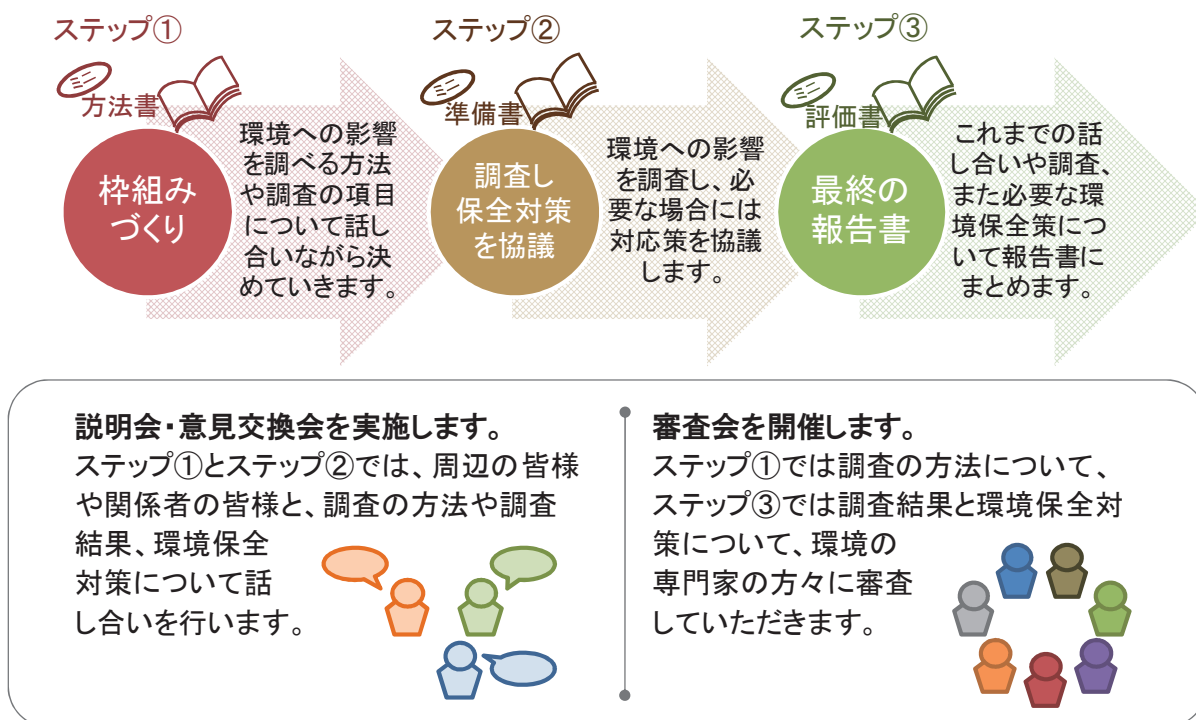 ステップ①
方法書
枠組み
づくり
環境への影響
を調べる方法
や調査の項目
について話し
合いながら決
めていきます。
ステップ②
準備書
調査し
保全対策
を協議
環境への影響
を調査し、必
要な場合には
対応策を協議
します。
ステップ③
評価書
最終の
報告書
これまでの話
し合いや調査、
また必要な環
境保全策につ
いて報告書に
まとめます。
説明会・意見交換会を実施します。
ステップ①とステップ②では、周辺の皆様
や関係者の皆様と、調査の方法や調査
結果、環境保全
対策について話
し合いを行います。
審査会を開催します。
ステップ①では調査の方法について、
ステップ③では調査結果と環境保全対
策について、環境の
専門家の方々に審査
していただきます。